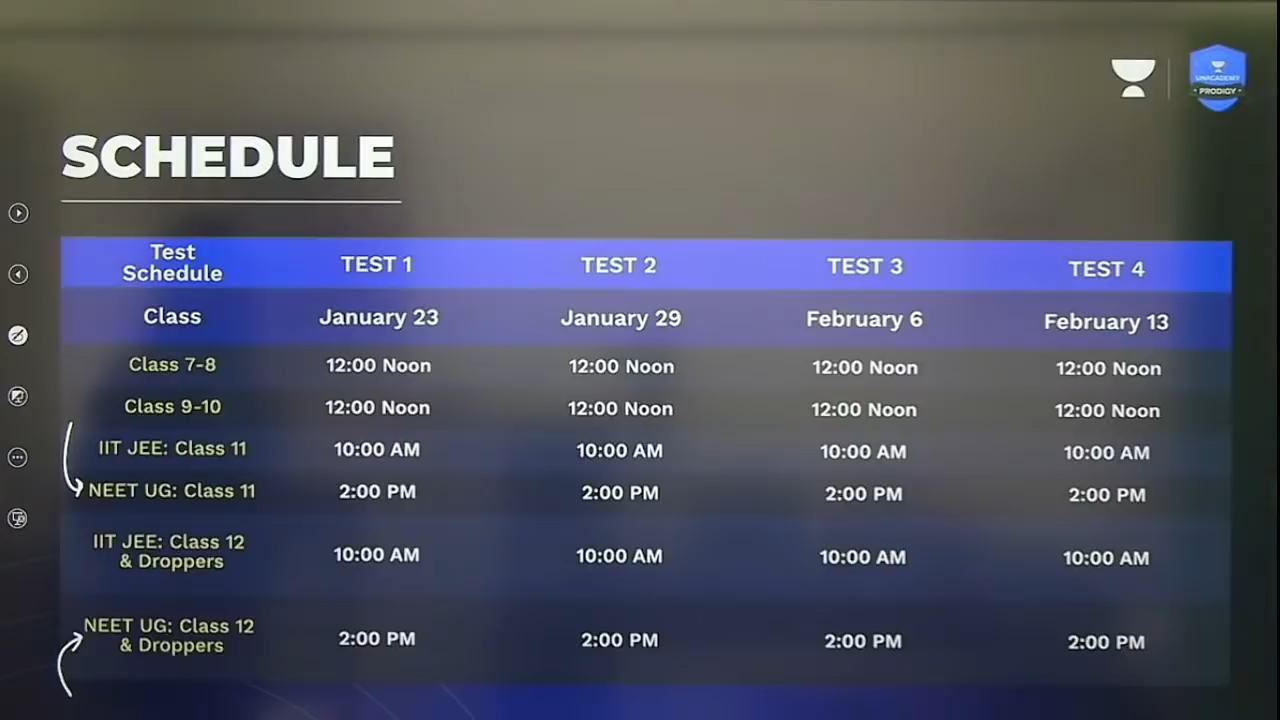 UNACADEMY
PRODIGY
SCHEDULE
Test Schedule TEST 1 TEST 2 TEST 3 TEST 4
Class January 23 January 29 February 6 February 13
Class 7-8 12:00 Noon 12:00 Noon 12:00 Noon 12:00 Noon
Class 9-10 12:00 Noon 12:00 Noon 12:00 Noon 12:00 Noon
IIT JEE: Class 11 10:00 AM 10:00 AM 10:00 AM 10:00 AM
NEET UG: Class 11 2:00 PM 2:00 PM 2:00 PM 2:00 PM
IIT JEE: Class 12 & Droppers 10:00 AM 10:00 AM 10:00 AM 10:00 AM
NEET UG: Class 12 & Droppers 2:00 PM 2:00 PM 2:00 PM 2:00 PM